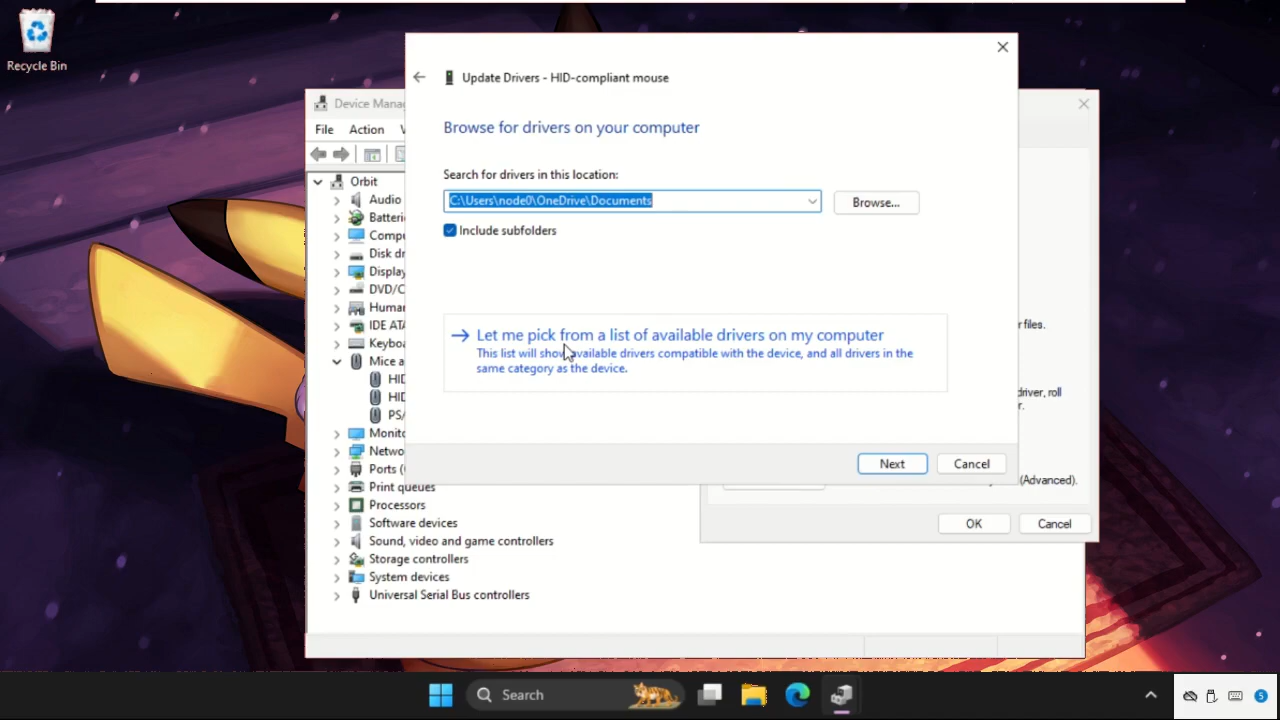 Recycle Bin
Update Drivers - HID-compliant mouse
Browse for drivers on your computer
Search for drivers in this location:
C:\Users\node0\OneDrive\Documents
Browse...
Include subfolders
Let me pick from a list of available drivers on my computer
This list will show available drivers compatible with the device, and all drivers in the
same category as the device.
Next
Cancel
Device Mana
File
Action
Orbit
Audio
Batteri
Compu
Disk dr
Display
DVD/C
Human
IDE ATA
Keyboa
Mice a
HID
HID
PS/
Monito
Netwo
Ports (
Print queues
Processors
Software devices
Sound, video and game controllers
Storage controllers
System devices
Universal Serial Bus controllers
r files.
driver, roll
r.
(Advanced).
OK
Cancel
Search
5